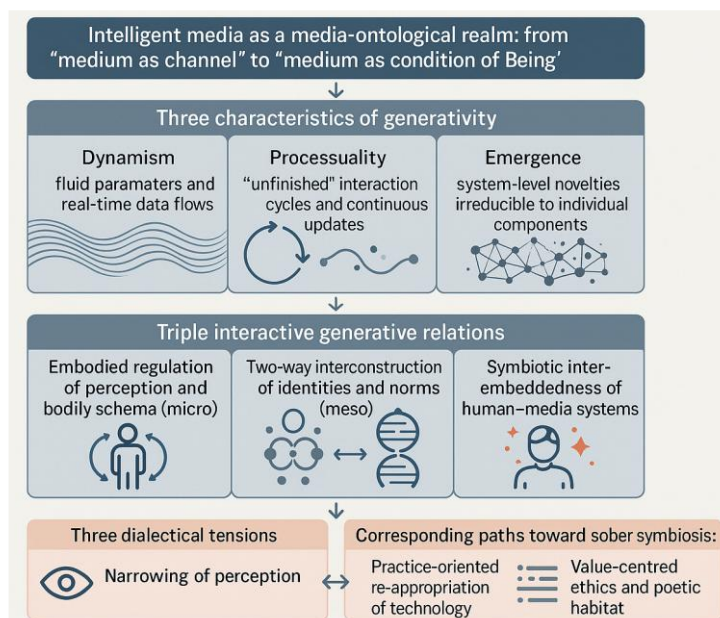 Intelligent media as a media-ontological realm: from
“medium as channel” to “medium as condition of Being’
Three characteristics of generativity
Dynamism
fluid paramaters and
real-time data flows
Processuality
“unfinished” interaction
cycles and continuous
updates
Emergence
system-level novelties
irreducible to individual
components
Triple interactive generative relations
Embodied regulation
of perception and
bodily schema (micro)
Two-way interconstruction
of identities and norms
(meso)
Symbiotic inter-
embeddedness of
human–media systems
Three dialectical tensions
Narrowing of perception
Corresponding paths toward sober symbiosis:
Practice-oriented
re-appropriation
of technology
Value-centred
ethics and poetic
habitat